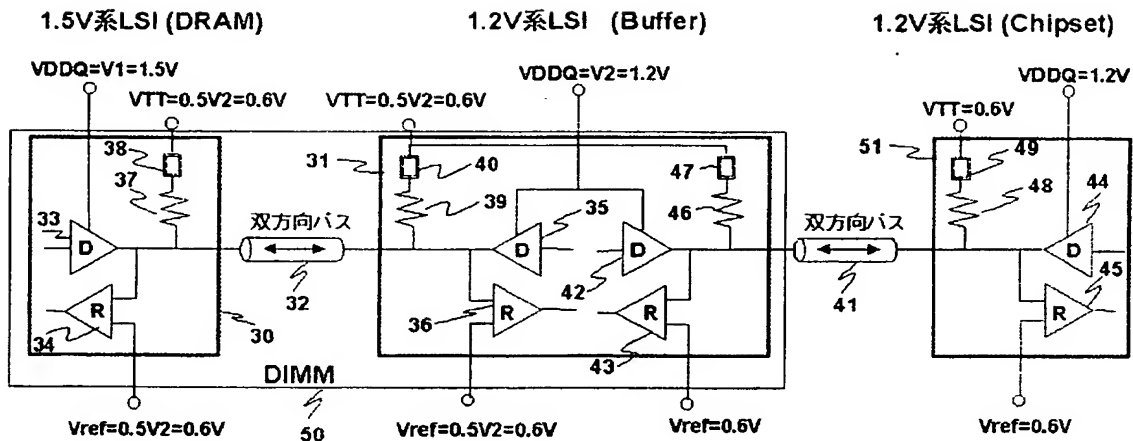 1.5V系LSI (DRAM)
1.2V系LSI (Buffer)
1.2V系LSI (Chipset)
VDDQ=V1=1.5V
VDDQ=V2=1.2V
VDDQ=1.2V
VTT=0.5V2=0.6V
VTT=0.5V2=0.6V
VTT=0.6V
38
31
40
47
51
49
37
39
46
48
44
33
D
双方向バス
35
D
D
双方向バス
D
32
42
41
45
R
36
R
R
R
34
30
43
DIMM
50
Vref=0.5V2=0.6V
Vref=0.5V2=0.6V
Vref=0.6V
Vref=0.6V